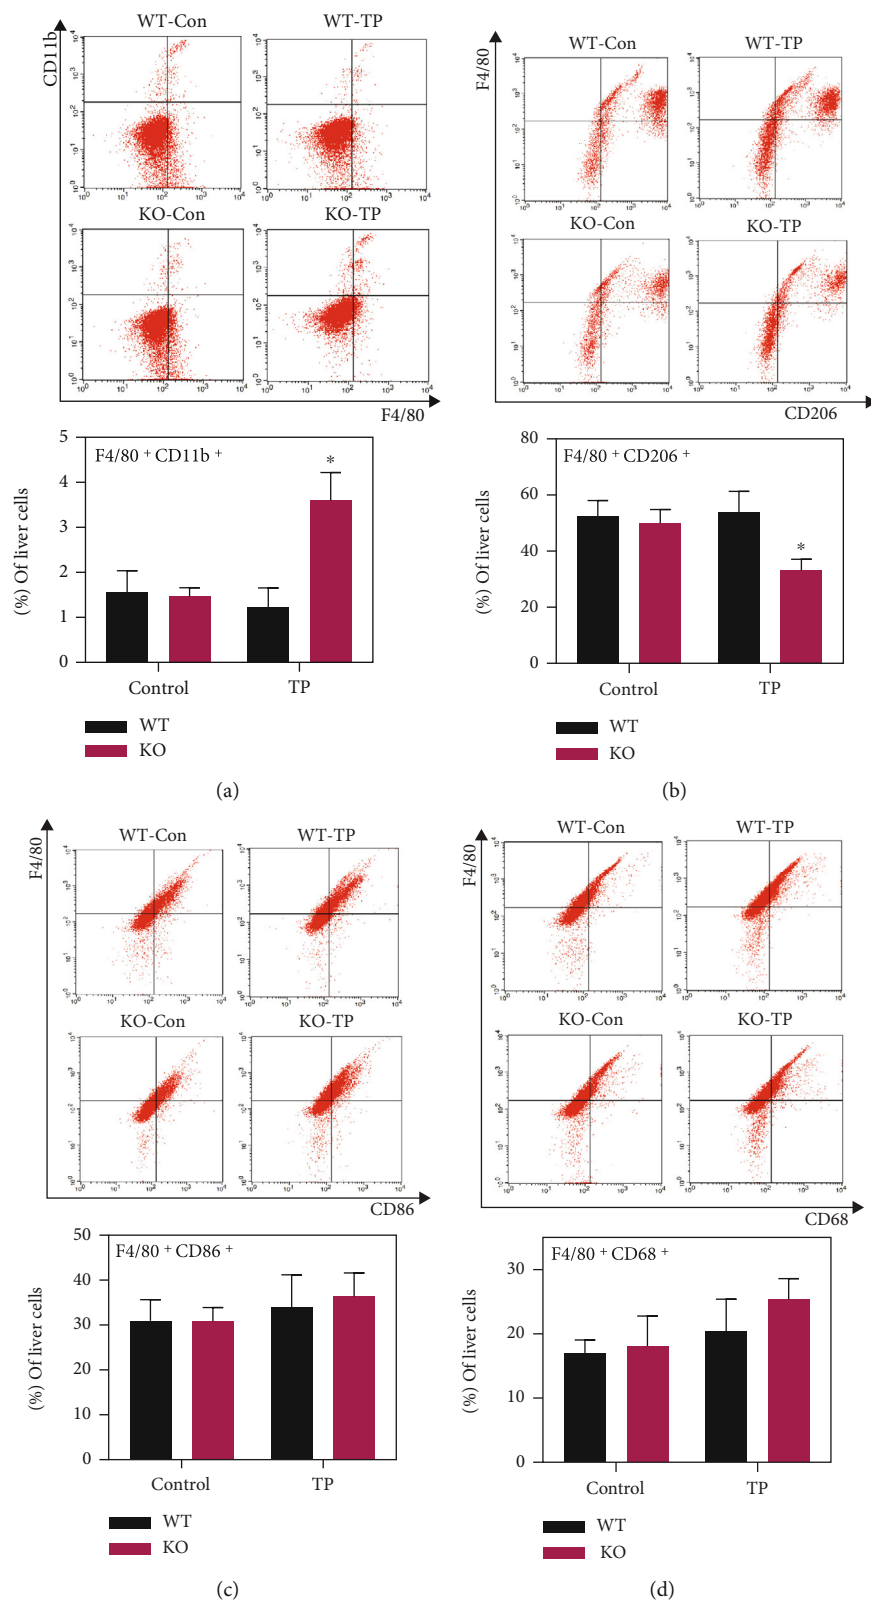 WT-Con
WT-TP
CD11b
KO-Con
KO-TP
F4/80
F4/80 + CD11b +
(%) Of liver cells
5
4
3
2
1
0
*
Control
TP
WT
KO
(a)
WT-Con
WT-TP
F4/80
KO-Con
KO-TP
CD206
F4/80 + CD206 +
(%) Of liver cells
80
60
40
20
0
*
Control
TP
WT
KO
(b)
WT-Con
WT-TP
F4/80
KO-Con
KO-TP
CD86
F4/80 + CD86 +
(%) Of liver cells
50
40
30
20
10
0
Control
TP
WT
KO
(c)
WT-Con
WT-TP
F4/80
KO-Con
KO-TP
CD68
F4/80 + CD68 +
(%) Of liver cells
30
20
10
0
Control
TP
WT
KO
(d)